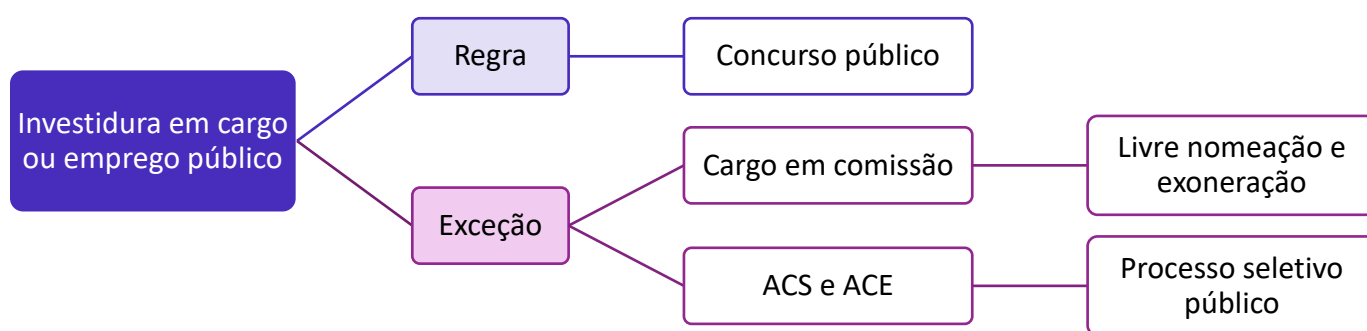 Investidura em cargo
ou emprego público
Regra
Concurso público
Exceção
Cargo em comissão
Livre nomeação e
exoneração
ACS e ACE
Processo seletivo
público